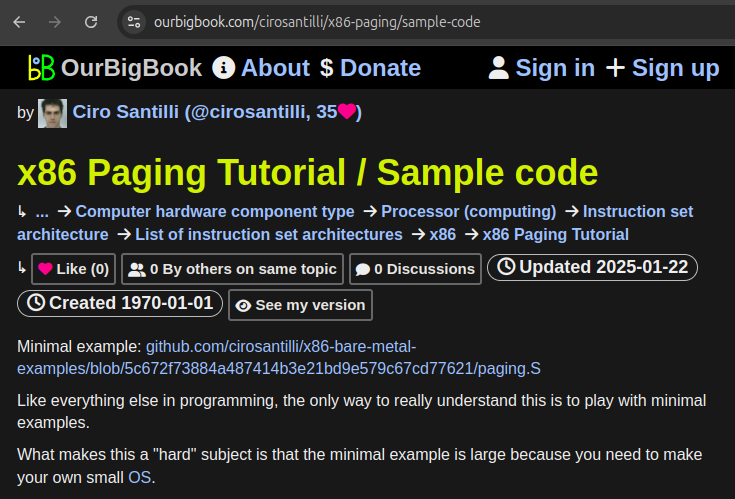 ourbigbook.com/cirosantilli/x86-paging/sample-code
OurBigBook About $ Donate Sign in Sign up
by Ciro Santilli (@cirosantilli, 35)
x86 Paging Tutorial / Sample code
↳ ... → Computer hardware component type → Processor (computing) → Instruction set
architecture → List of instruction set architectures → x86 → x86 Paging Tutorial
↳ Like (0) 0 By others on same topic 0 Discussions Updated 2025-01-22
Created 1970-01-01 See my version
Minimal example: github.com/cirosantilli/x86-bare-metal-
examples/blob/5c672f73884a487414b3e21bd9e579c67cd77621/paging.S
Like everything else in programming, the only way to really understand this is to play with minimal
examples.
What makes this a "hard" subject is that the minimal example is large because you need to make
your own small OS.